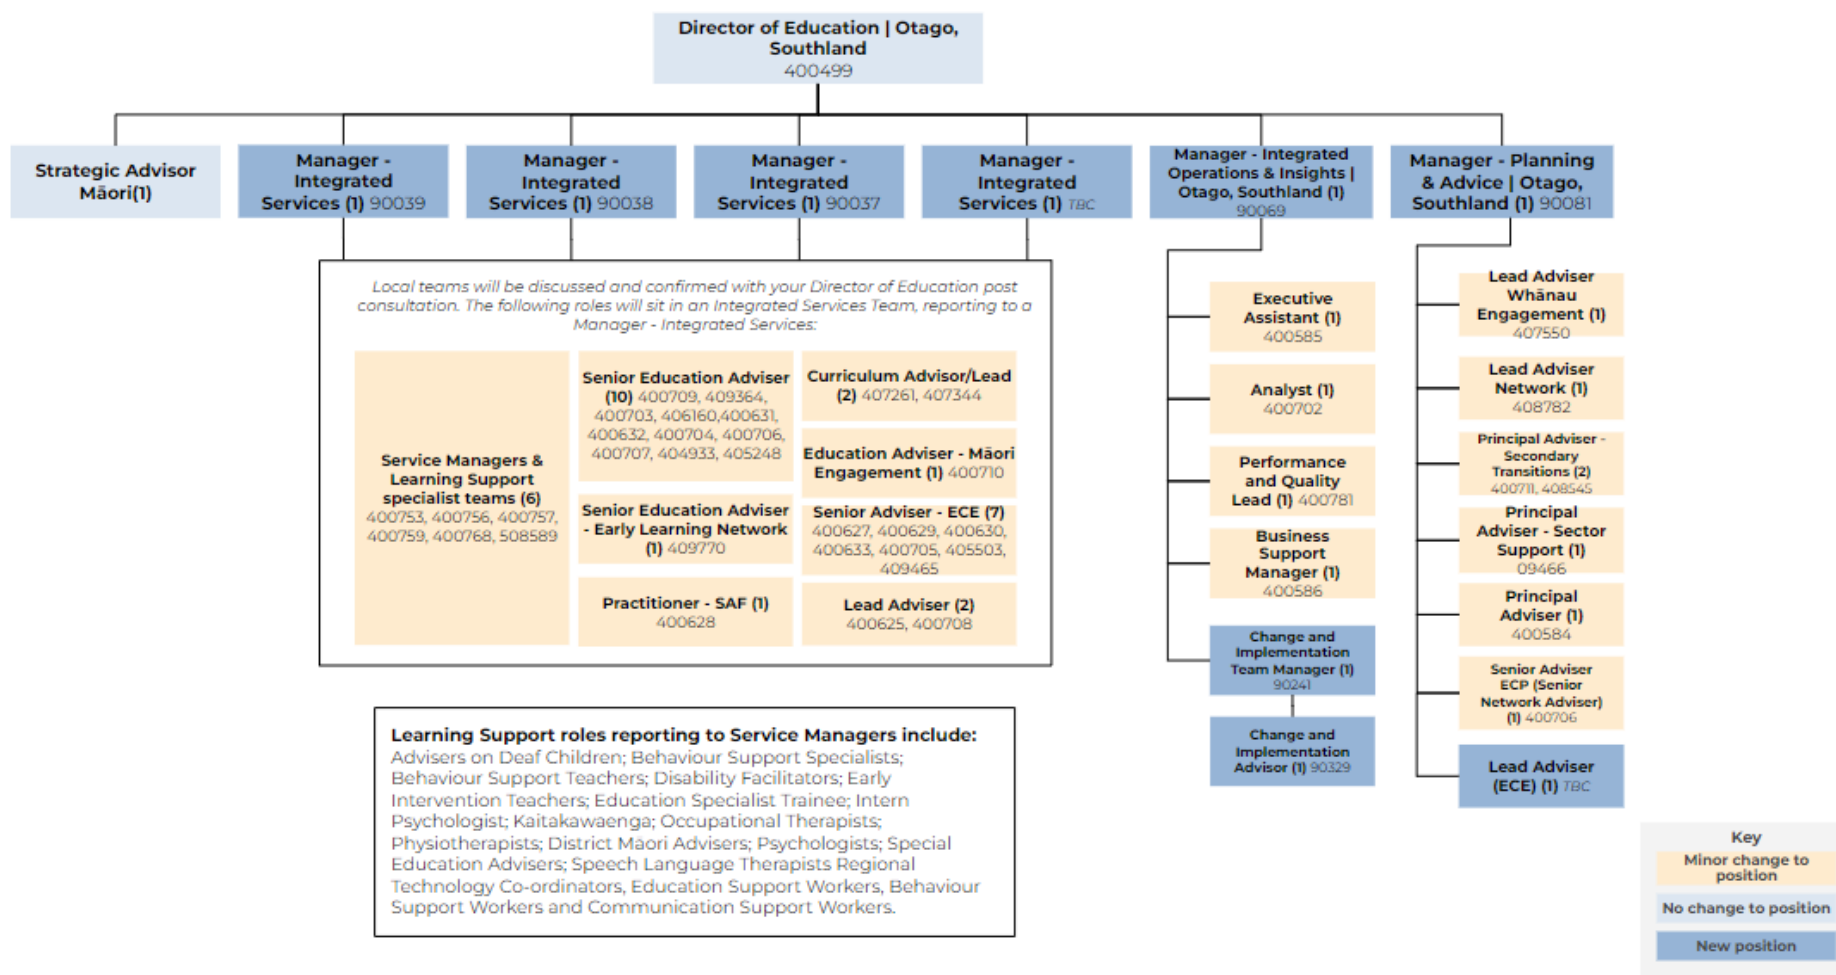 Director of Education | Otago,
Southland
400499
Strategic Advisor
Māori(1)
Manager -
Integrated
Services (1) 90039
Manager -
Integrated
Services (1) 90038
Manager -
Integrated
Services (1) 90037
Manager -
Integrated
Services (1) TBC
Manager - Integrated
Operations & Insights |
Otago, Southland (1)
90069
Manager - Planning
& Advice | Otago,
Southland (1) 90081
Local teams will be discussed and confirmed with your Director of Education post
consultation. The following roles will sit in an Integrated Services Team, reporting to a
Manager - Integrated Services:
Service Managers &
Learning Support
specialist teams (6)
400753, 400756, 400757,
400759, 400768, 508589
Senior Education Adviser
(10) 400709, 409364,
400703, 406160,400631,
400632, 400704, 400706,
400707, 404933, 405248
Senior Education Adviser
- Early Learning Network
(1) 409770
Practitioner - SAF (1)
400628
Curriculum Advisor/Lead
(2) 407261, 407344
Education Adviser - Māori
Engagement (1) 400710
Senior Adviser - ECE (7)
400627, 400629, 400630,
400633, 400705, 405503,
409465
Lead Adviser (2)
400625, 400708
Executive
Assistant (1)
400585
Analyst (1)
400702
Performance
and Quality
Lead (1) 400781
Business
Support
Manager (1)
400586
Change and
Implementation
Team Manager (1)
90241
Change and
Implementation
Advisor (1) 90329
Lead Adviser
Whānau
Engagement (1)
407550
Lead Adviser
Network (1)
408782
Principal Adviser -
Secondary
Transitions (2)
400711, 408545
Principal
Adviser - Sector
Support (1)
09466
Principal
Adviser (1)
400584
Senior Adviser
ECP (Senior
Network Adviser)
(1) 400706
Lead Adviser
(ECE) (1) TBC
Learning Support roles reporting to Service Managers include:
Advisers on Deaf Children; Behaviour Support Specialists;
Behaviour Support Teachers; Disability Facilitators; Early
Intervention Teachers; Education Specialist Trainee; Intern
Psychologist; Kaitakawaenga; Occupational Therapists;
Physiotherapists; District Māori Advisers; Psychologists; Special
Education Advisers; Speech Language Therapists Regional
Technology Co-ordinators, Education Support Workers, Behaviour
Support Workers and Communication Support Workers.
Key
Minor change to
position
No change to position
New position